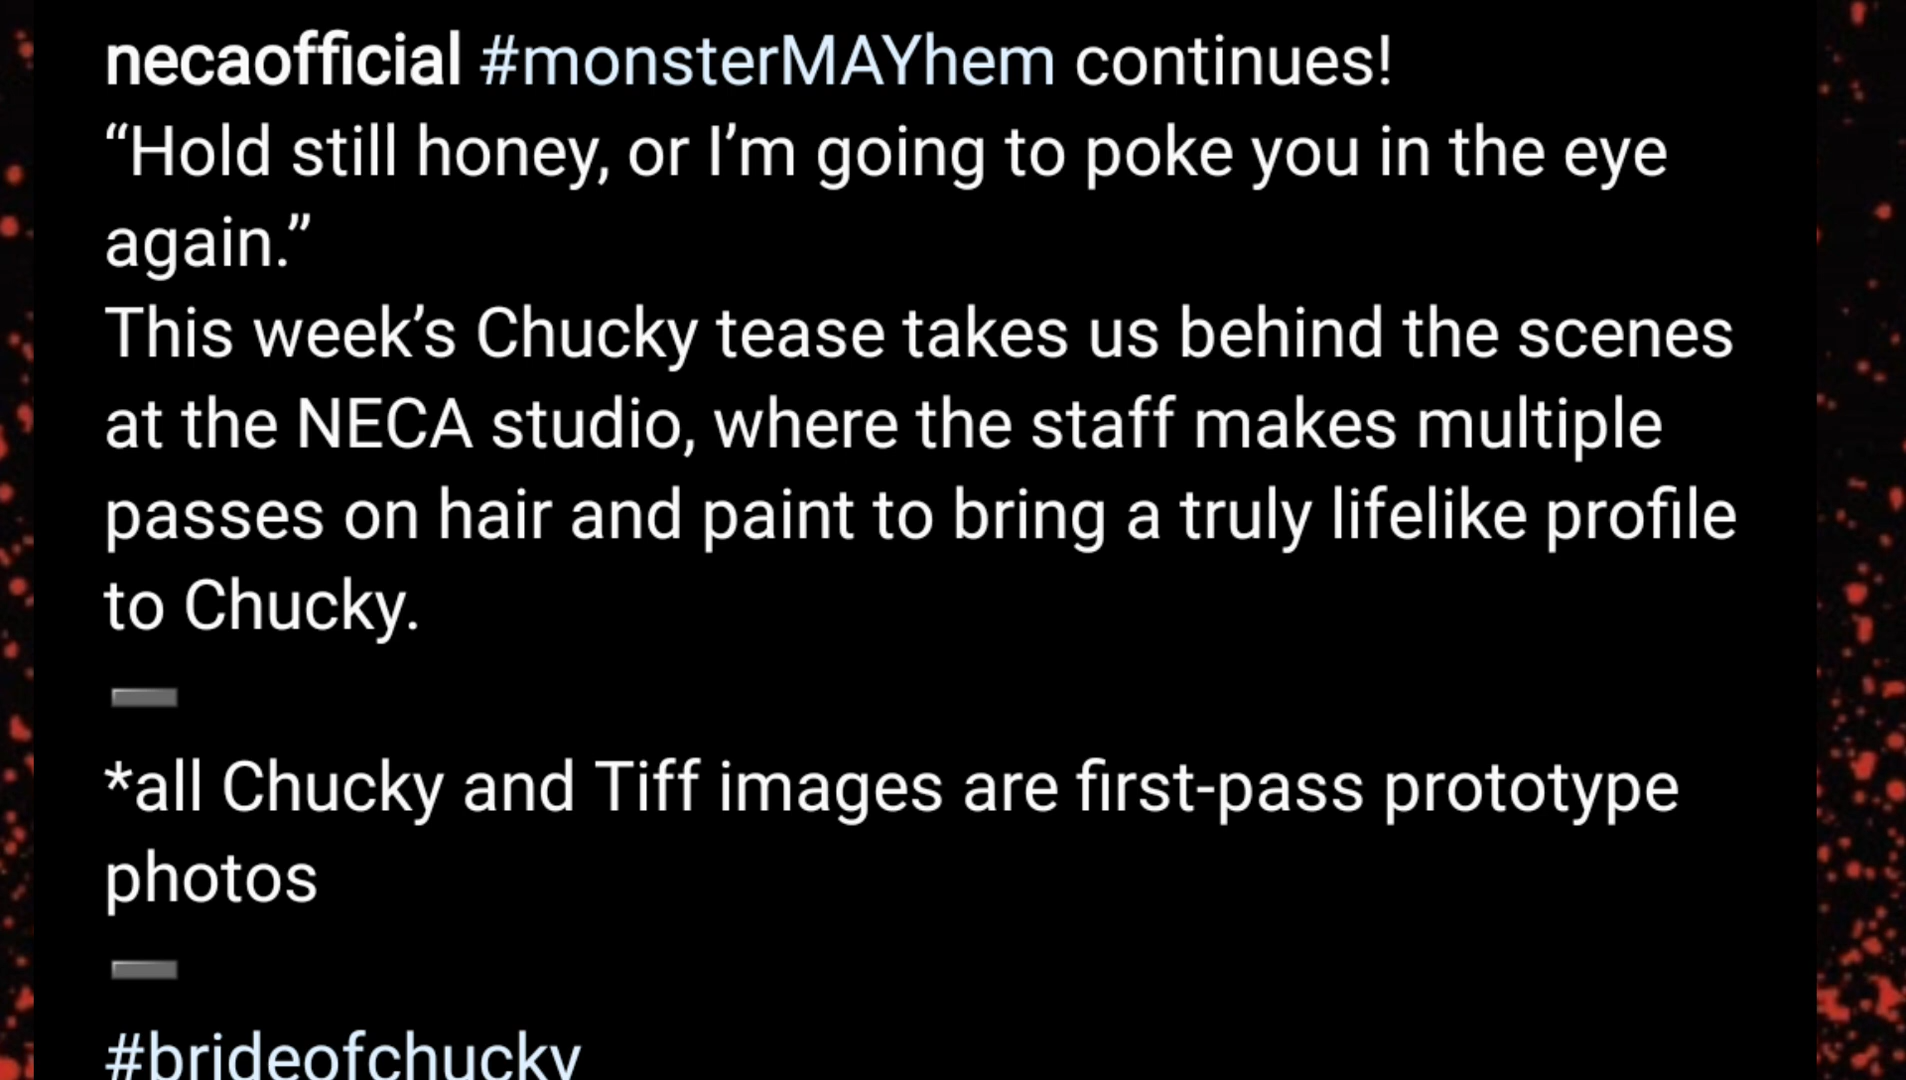 necaofficial #monsterMAYhem continues!
“Hold still honey, or I’m going to poke you in the eye
again.”
This week’s Chucky tease takes us behind the scenes
at the NECA studio, where the staff makes multiple
passes on hair and paint to bring a truly lifelike profile
to Chucky.
➖
*all Chucky and Tiff images are first-pass prototype
photos
➖
#brideofchucky